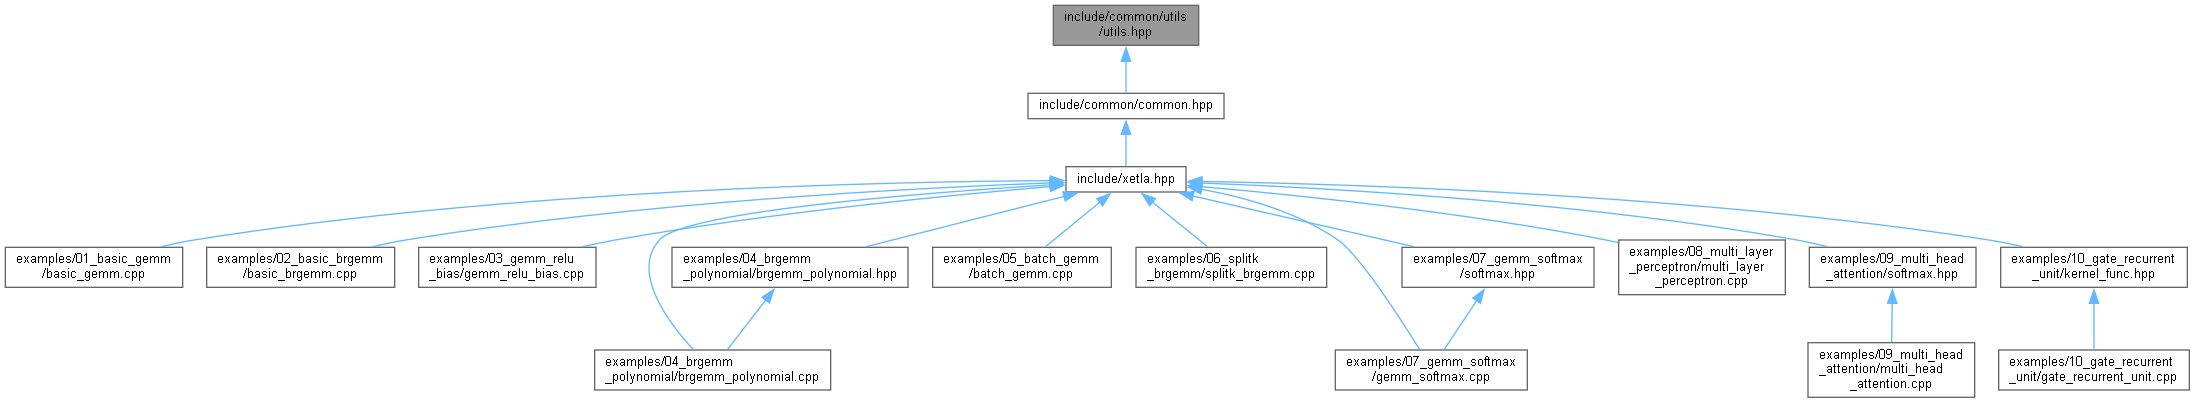 include/common/utils
/utils.hpp
include/common/common.hpp
include/xetla.hpp
examples/01_basic_gemm
/basic_gemm.cpp
examples/02_basic_brgemm
/basic_brgemm.cpp
examples/03_gemm_relu
_bias/gemm_relu_bias.cpp
examples/04_brgemm
_polynomial/brgemm_polynomial.hpp
examples/05_batch_gemm
/batch_gemm.cpp
examples/06_splitk
_brgemm/splitk_brgemm.cpp
examples/07_gemm_softmax
/softmax.hpp
examples/08_multi_layer
_perceptron/multi_layer
_perceptron.cpp
examples/09_multi_head
_attention/softmax.hpp
examples/10_gate_recurrent
_unit/kernel_func.hpp
examples/04_brgemm
_polynomial/brgemm_polynomial.cpp
examples/07_gemm_softmax
/gemm_softmax.cpp
examples/09_multi_head
_attention/multi_head
_attention.cpp
examples/10_gate_recurrent
_unit/gate_recurrent_unit.cpp